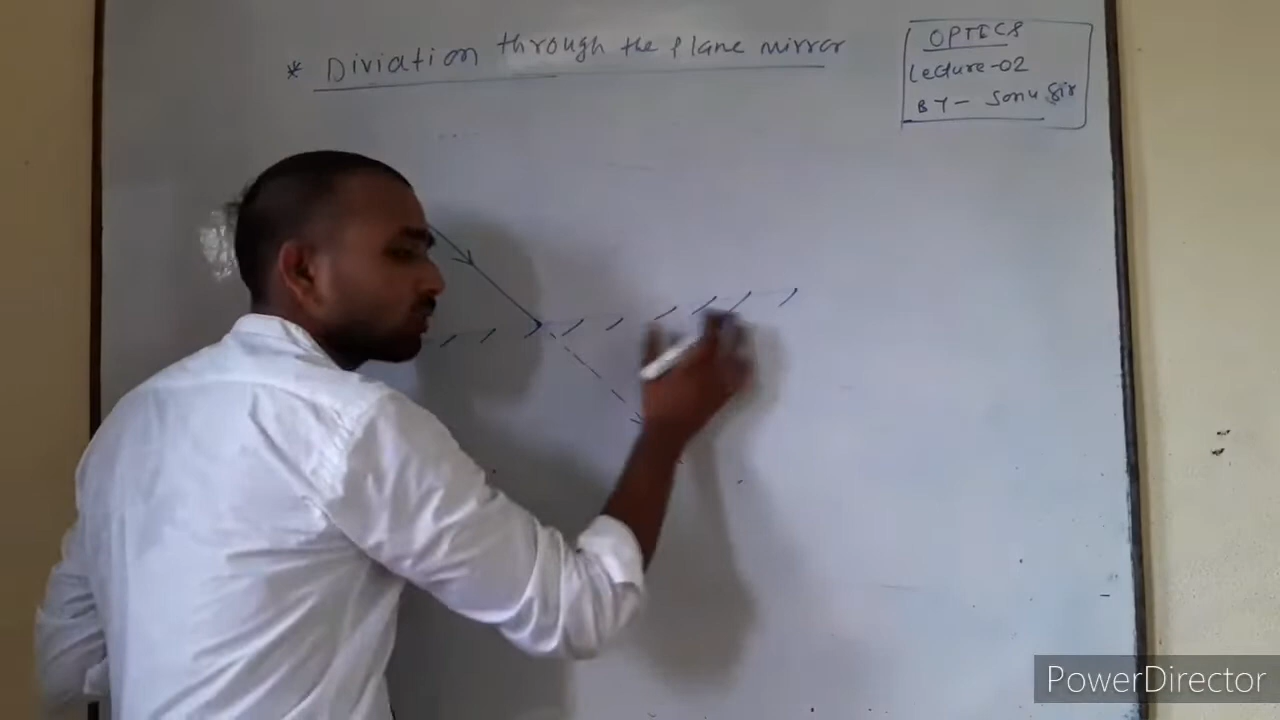 * Diviation through the plane mirror
OPTICS
Lecture-02
BY - Sonu Sir
PowerDirector